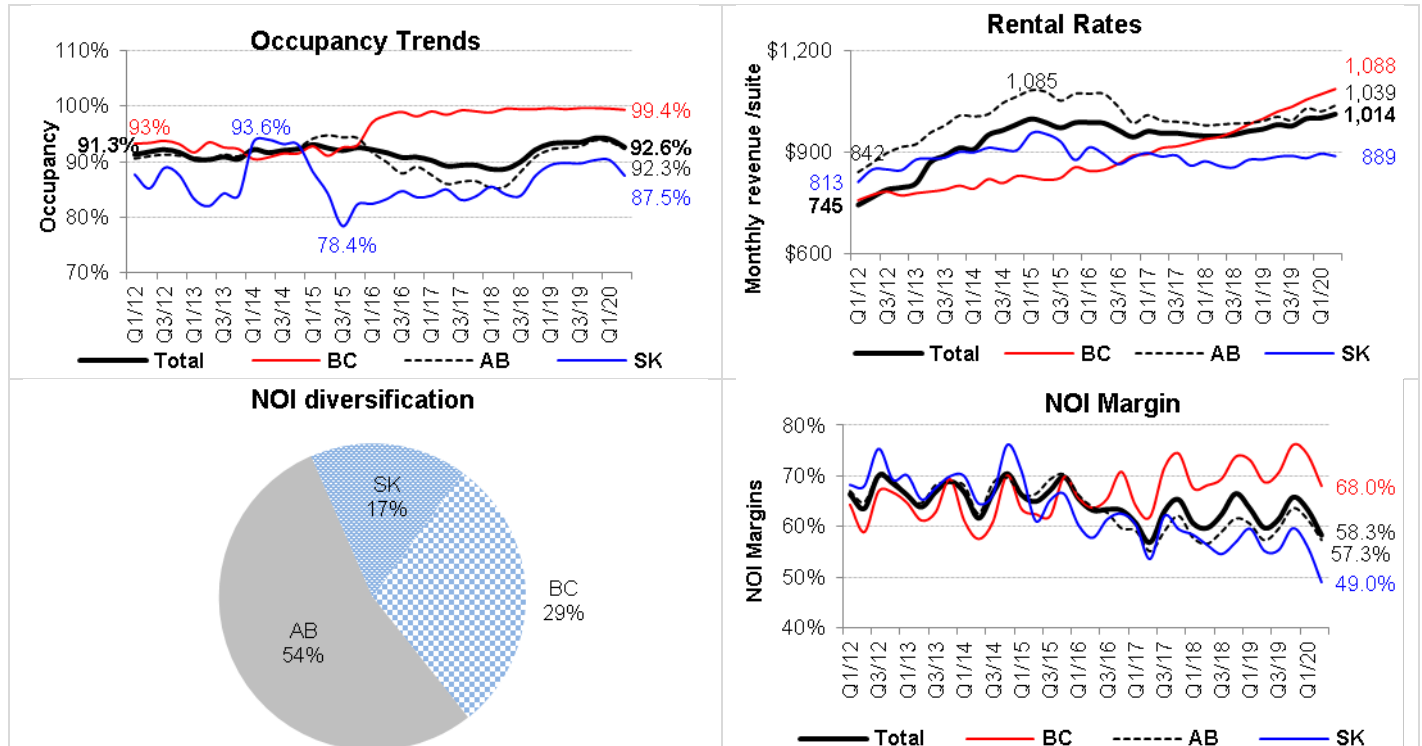 Occupancy Trends
110%
100%
90%
80%
70%
Occupancy
93%
91.3%
93.6%
78.4%
99.4%
92.6%
92.3%
87.5%
Q1/12
Q3/12
Q1/13
Q3/13
Q1/14
Q3/14
Q1/15
Q3/15
Q1/16
Q3/16
Q1/17
Q3/17
Q1/18
Q3/18
Q1/19
Q3/19
Q1/20
Total BC AB SK
Rental Rates
$1,200
$900
$600
Monthly revenue /suite
842
813
745
1,085
1,088
1,039
1,014
889
Q1/12
Q3/12
Q1/13
Q3/13
Q1/14
Q3/14
Q1/15
Q3/15
Q1/16
Q3/16
Q1/17
Q3/17
Q1/18
Q3/18
Q1/19
Q3/19
Q1/20
Total BC AB SK
NOI diversification
SK
17%
BC
29%
AB
54%
NOI Margin
80%
70%
60%
50%
40%
NOI Margins
68.0%
58.3%
57.3%
49.0%
Q1/12
Q3/12
Q1/13
Q3/13
Q1/14
Q3/14
Q1/15
Q3/15
Q1/16
Q3/16
Q1/17
Q3/17
Q1/18
Q3/18
Q1/19
Q3/19
Q1/20
Total BC AB SK